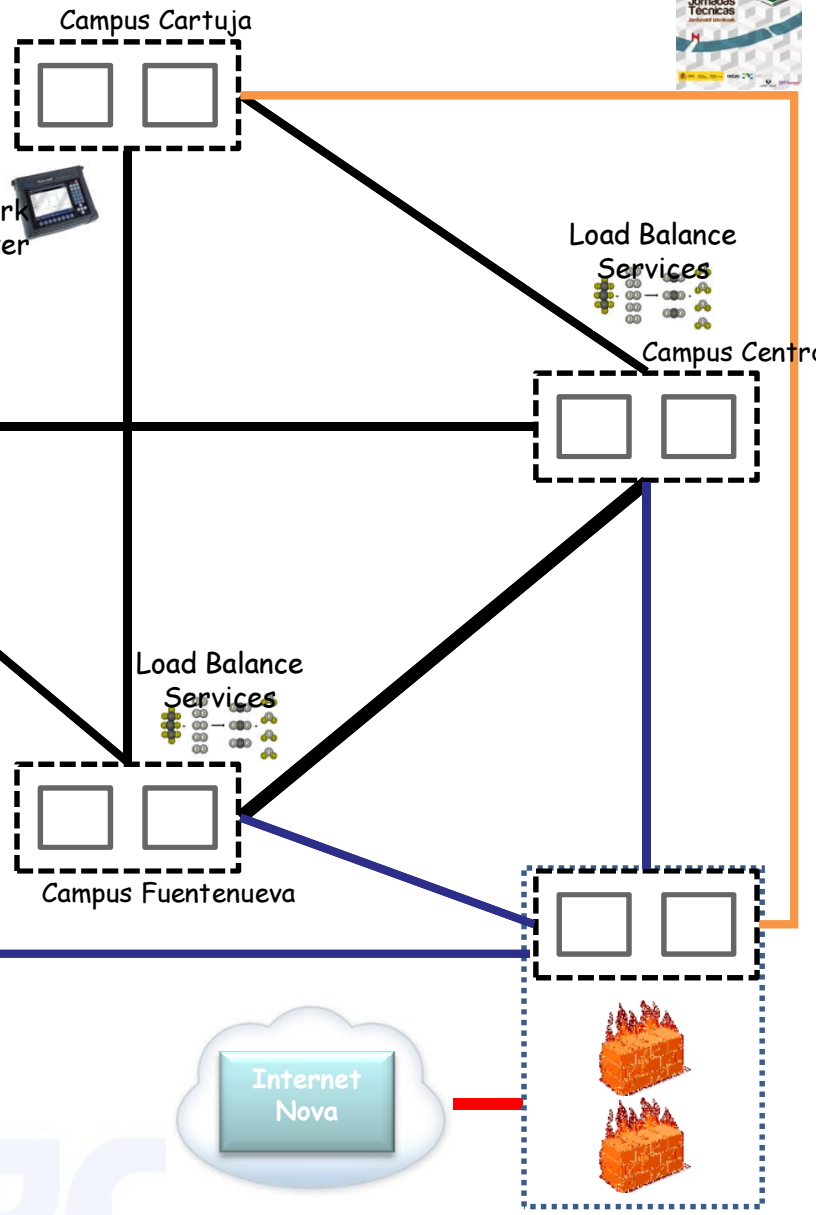 Jornadas
Técnicas
Campus Cartuja
rk
er
Load Balance
Services
Campus Centro
Load Balance
Services
Campus Fuentenueva
Internet
Nova